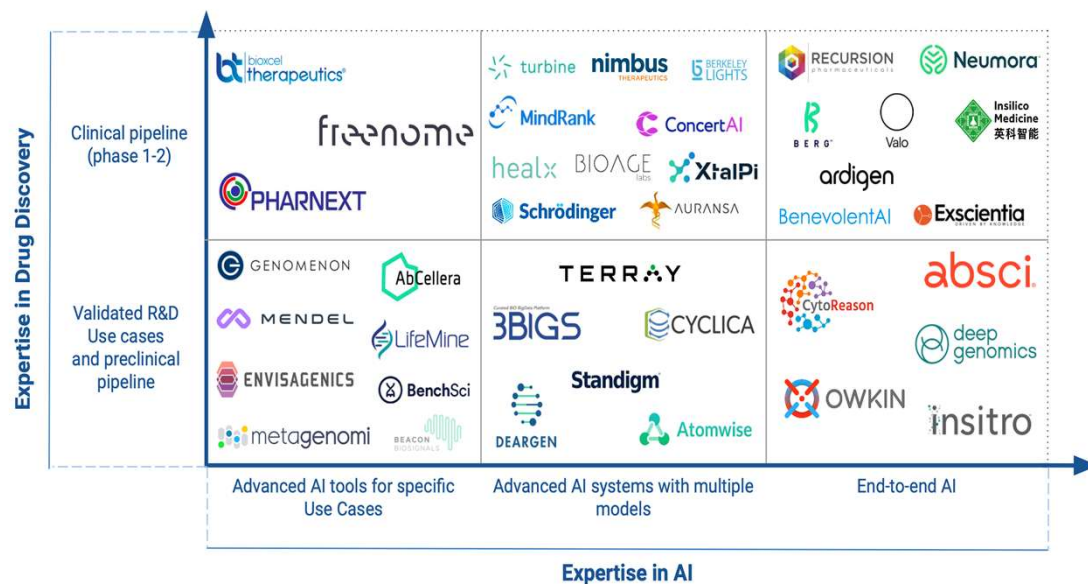 Expertise in Drug Discovery
Clinical pipeline
(phase 1-2)
bt
bioxcel
therapeutics®
freenome
PHARNEXT
turbine
nimbus
THERAPEUTICS
BERKELEY
LIGHTS
MindRank
ConcertAI
healx
BIOAGE
labs
XtalPi
Schrödinger
AURANSA
RECURSION
pharmaceuticals
Neumora
BERG
Valo
Insilico
Medicine
英科智能
ardigen
BenevolentAI
Exscientia
DRIVEN BY KNOWLEDGE
Validated R&D
Use cases
and preclinical
pipeline
GENOMENON
AbCellera
MENDEL
LifeMine
ENVISAGENICS
BenchSci
metagenomi
BEACON
BIOSIGNALS
TERRAY
3BIGS
CYCLICA
Standigm
DEARGEN
Atomwise
CytoReason
absci
deep
genomics
OWKIN
insitro
Advanced AI tools for specific
Use Cases
Advanced AI systems with multiple
models
End-to-end AI
Expertise in AI